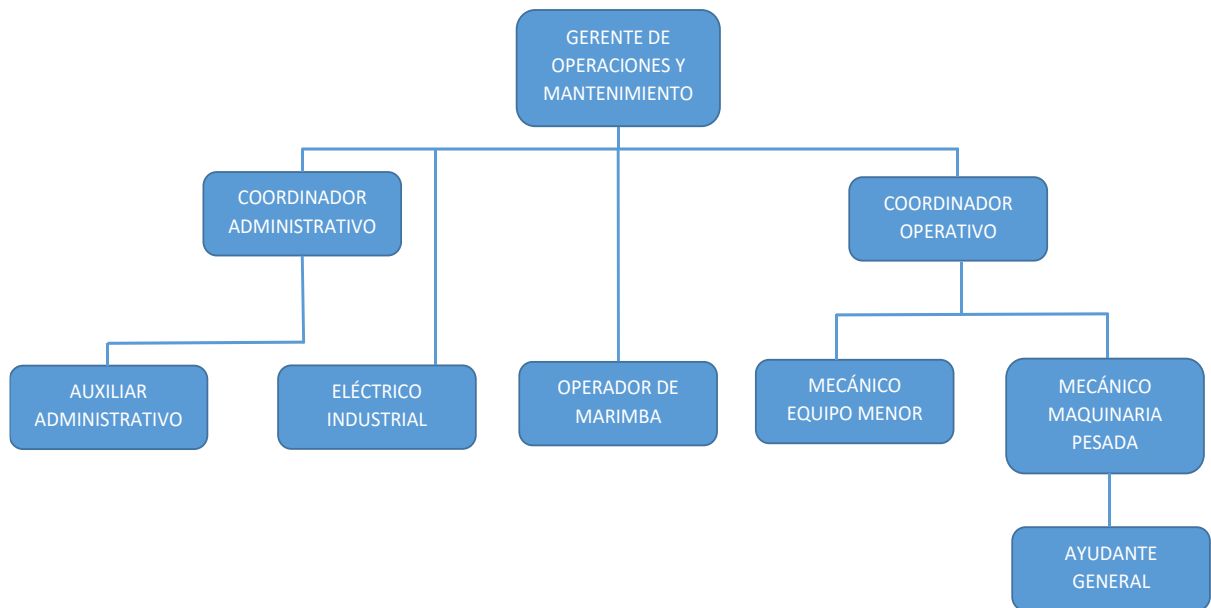 GERENTE DE
OPERACIONES Y
MANTENIMIENTO
COORDINADOR
ADMINISTRATIVO
COORDINADOR
OPERATIVO
AUXILIAR
ADMINISTRATIVO
ELÉCTRICO
INDUSTRIAL
OPERADOR DE
MARIMBA
MECÁNICO
EQUIPO MENOR
MECÁNICO
MAQUINARIA
PESADA
AYUDANTE
GENERAL